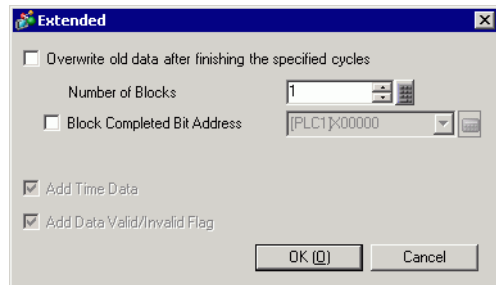 Extended
Overwrite old data after finishing the specified cycles
Number of Blocks 1
Block Completed Bit Address [PLC1]X00000
Add Time Data
Add Data Valid/Invalid Flag
OK (O) Cancel